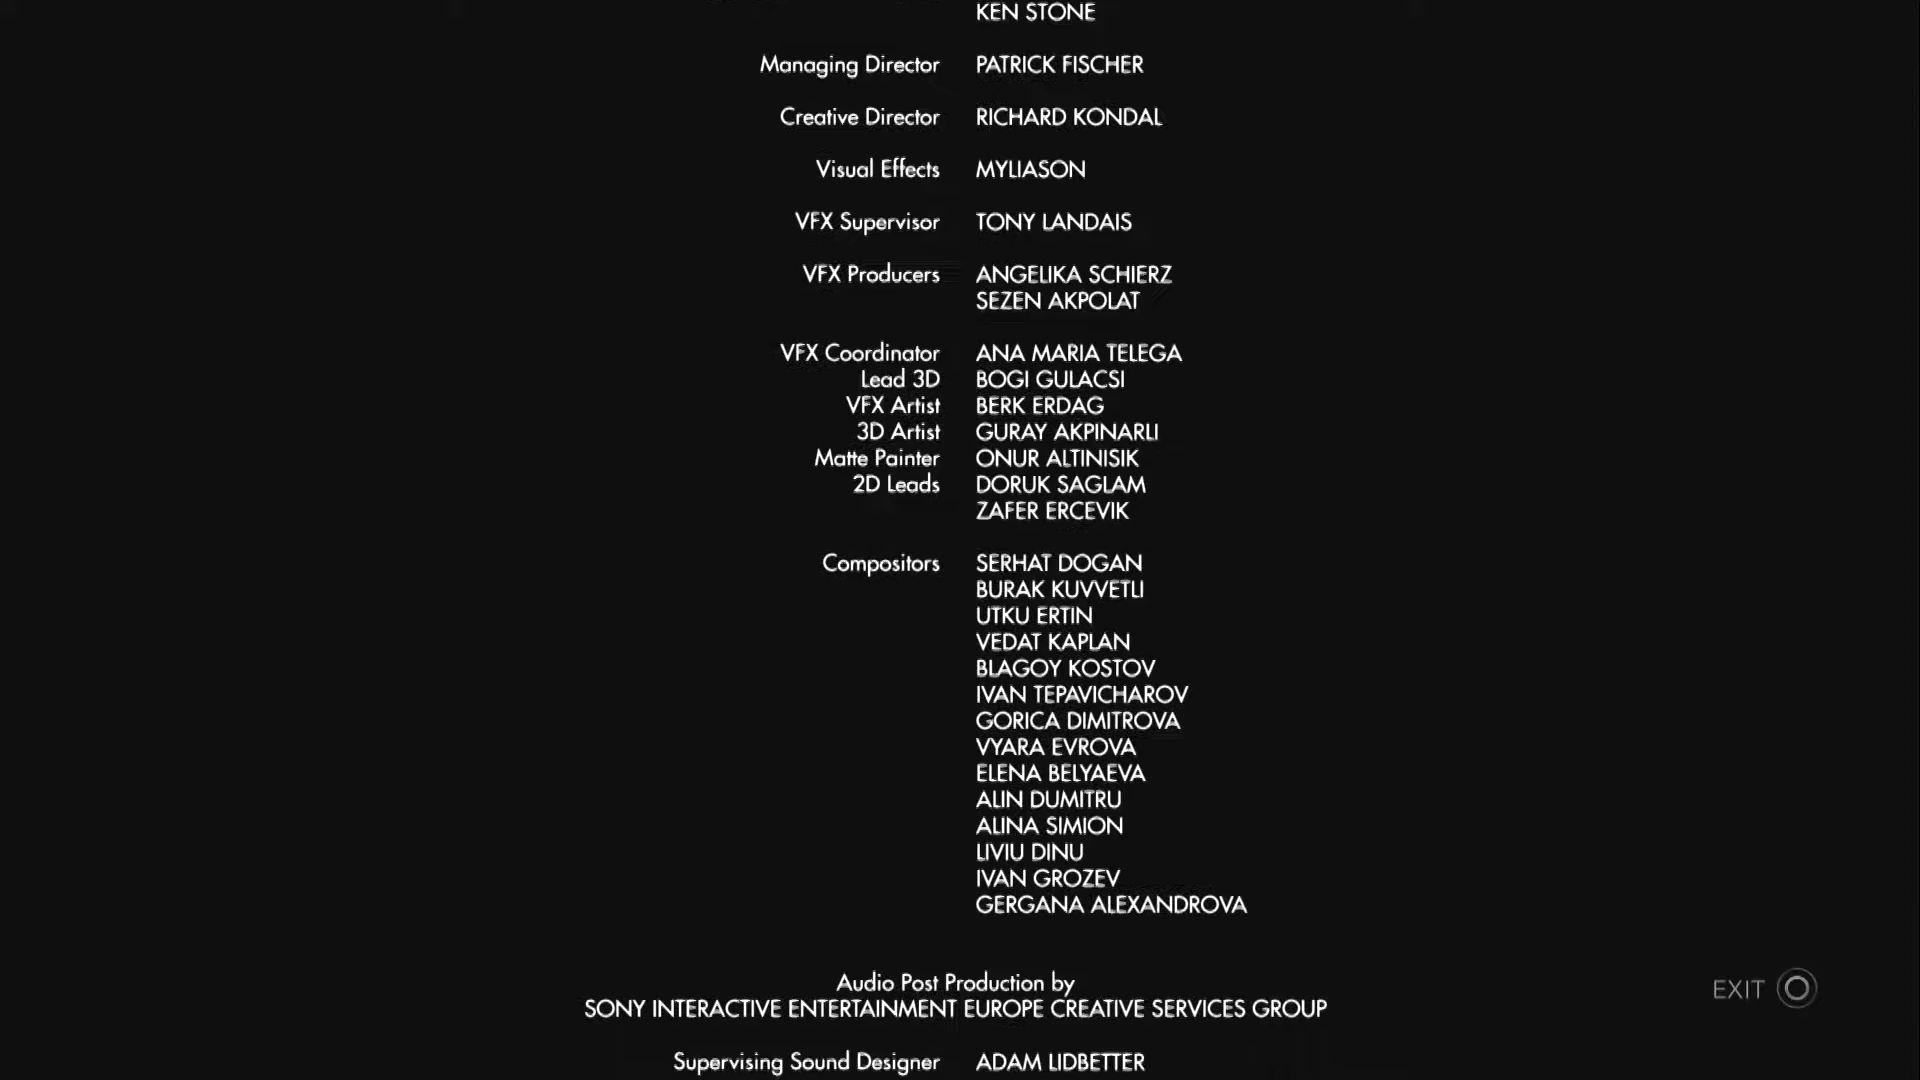 KEN STONE
Managing Director PATRICK FISCHER
Creative Director RICHARD KONDAL
Visual Effects MYLIASON
VFX Supervisor TONY LANDAIS
VFX Producers ANGELIKA SCHIERZ
SEZEN AKPOLAT
VFX Coordinator ANA MARIA TELEGA
Lead 3D BOGI GULACSI
VFX Artist BERK ERDAG
3D Artist GURAY AKPINARLI
Matte Painter ONUR ALTINISIK
2D Leads DORUK SAGLAM
ZAFER ERCEVIK
Compositors SERHAT DOGAN
BURAK KUVVETLI
UTKU ERTIN
VEDAT KAPLAN
BLAGOY KOSTOV
IVAN TEPAVICHAROV
GORICA DIMITROVA
VYARA EVROVA
ELENA BELYAEVA
ALIN DUMITRU
ALINA SIMION
LIVIU DINU
IVAN GROZEV
GERGANA ALEXANDROVA
Audio Post Production by
SONY INTERACTIVE ENTERTAINMENT EUROPE CREATIVE SERVICES GROUP
EXIT
Supervising Sound Designer ADAM LIDBETTER